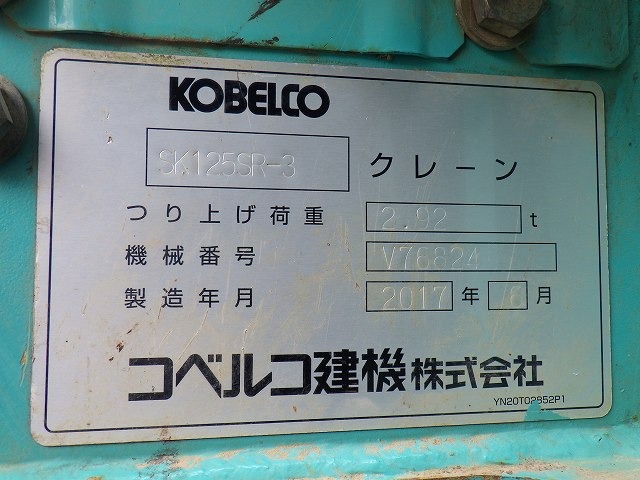 KOBELCO
SK125SR-3 クレーン
つり上げ荷重 2.92 t
機械番号 V76824
製造年月 2017 年 6 月
コベルコ建機株式会社